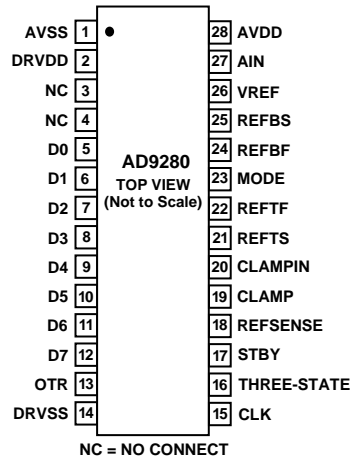 AVSS 1 28 AVDD
DRVDD 2 27 AIN
NC 3 26 VREF
NC 4 25 REFBS
D0 5 24 REFBF
D1 6 AD9280 23 MODE
D2 7 TOP VIEW 22 REFTF
D3 8 (Not to Scale) 21 REFTS
D4 9 20 CLAMPIN
D5 10 19 CLAMP
D6 11 18 REFSENSE
D7 12 17 STBY
OTR 13 16 THREE-STATE
DRVSS 14 15 CLK
NC = NO CONNECT